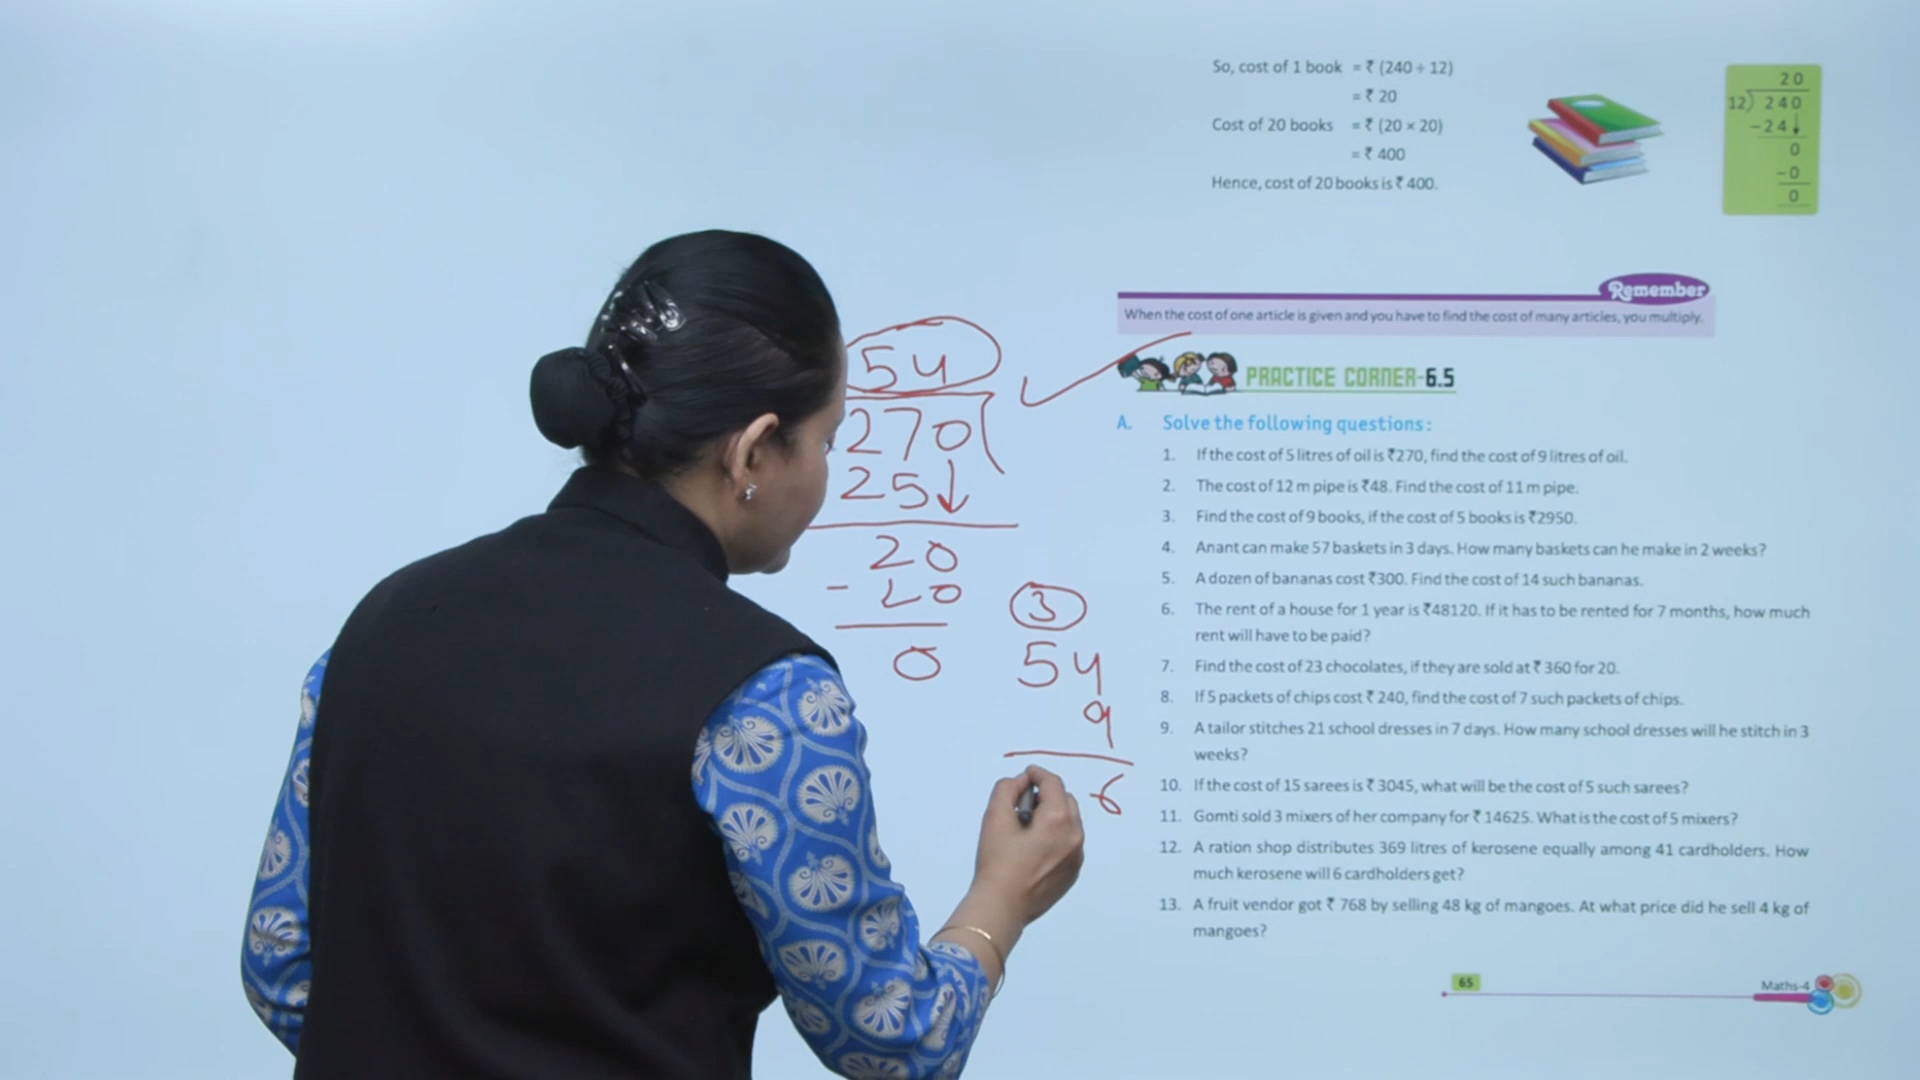 So, cost of 1 book = ₹ (240 ÷ 12)
= ₹ 20
Cost of 20 books = ₹ (20 × 20)
= ₹ 400
Hence, cost of 20 books is ₹ 400.
20
12) 240
-24↓
0
-0
0
Remember
When the cost of one article is given and you have to find the cost of many articles, you multiply.
PRACTICE CORNER-6.5
A. Solve the following questions:
1. If the cost of 5 litres of oil is ₹270, find the cost of 9 litres of oil.
2. The cost of 12 m pipe is ₹48. Find the cost of 11 m pipe.
3. Find the cost of 9 books, if the cost of 5 books is ₹2950.
4. Anant can make 57 baskets in 3 days. How many baskets can he make in 2 weeks?
5. A dozen of bananas cost ₹300. Find the cost of 14 such bananas.
6. The rent of a house for 1 year is ₹48120. If it has to be rented for 7 months, how much
rent will have to be paid?
7. Find the cost of 23 chocolates, if they are sold at ₹ 360 for 20.
8. If 5 packets of chips cost ₹ 240, find the cost of 7 such packets of chips.
9. A tailor stitches 21 school dresses in 7 days. How many school dresses will he stitch in 3
weeks?
10. If the cost of 15 sarees is ₹ 3045, what will be the cost of 5 such sarees?
11. Gomti sold 3 mixers of her company for ₹ 14625. What is the cost of 5 mixers?
12. A ration shop distributes 369 litres of kerosene equally among 41 cardholders. How
much kerosene will 6 cardholders get?
13. A fruit vendor got ₹ 768 by selling 48 kg of mangoes. At what price did he sell 4 kg of
mangoes?
65
Maths-4
54
270
25↓
20
- 20
0
3
54
9
6